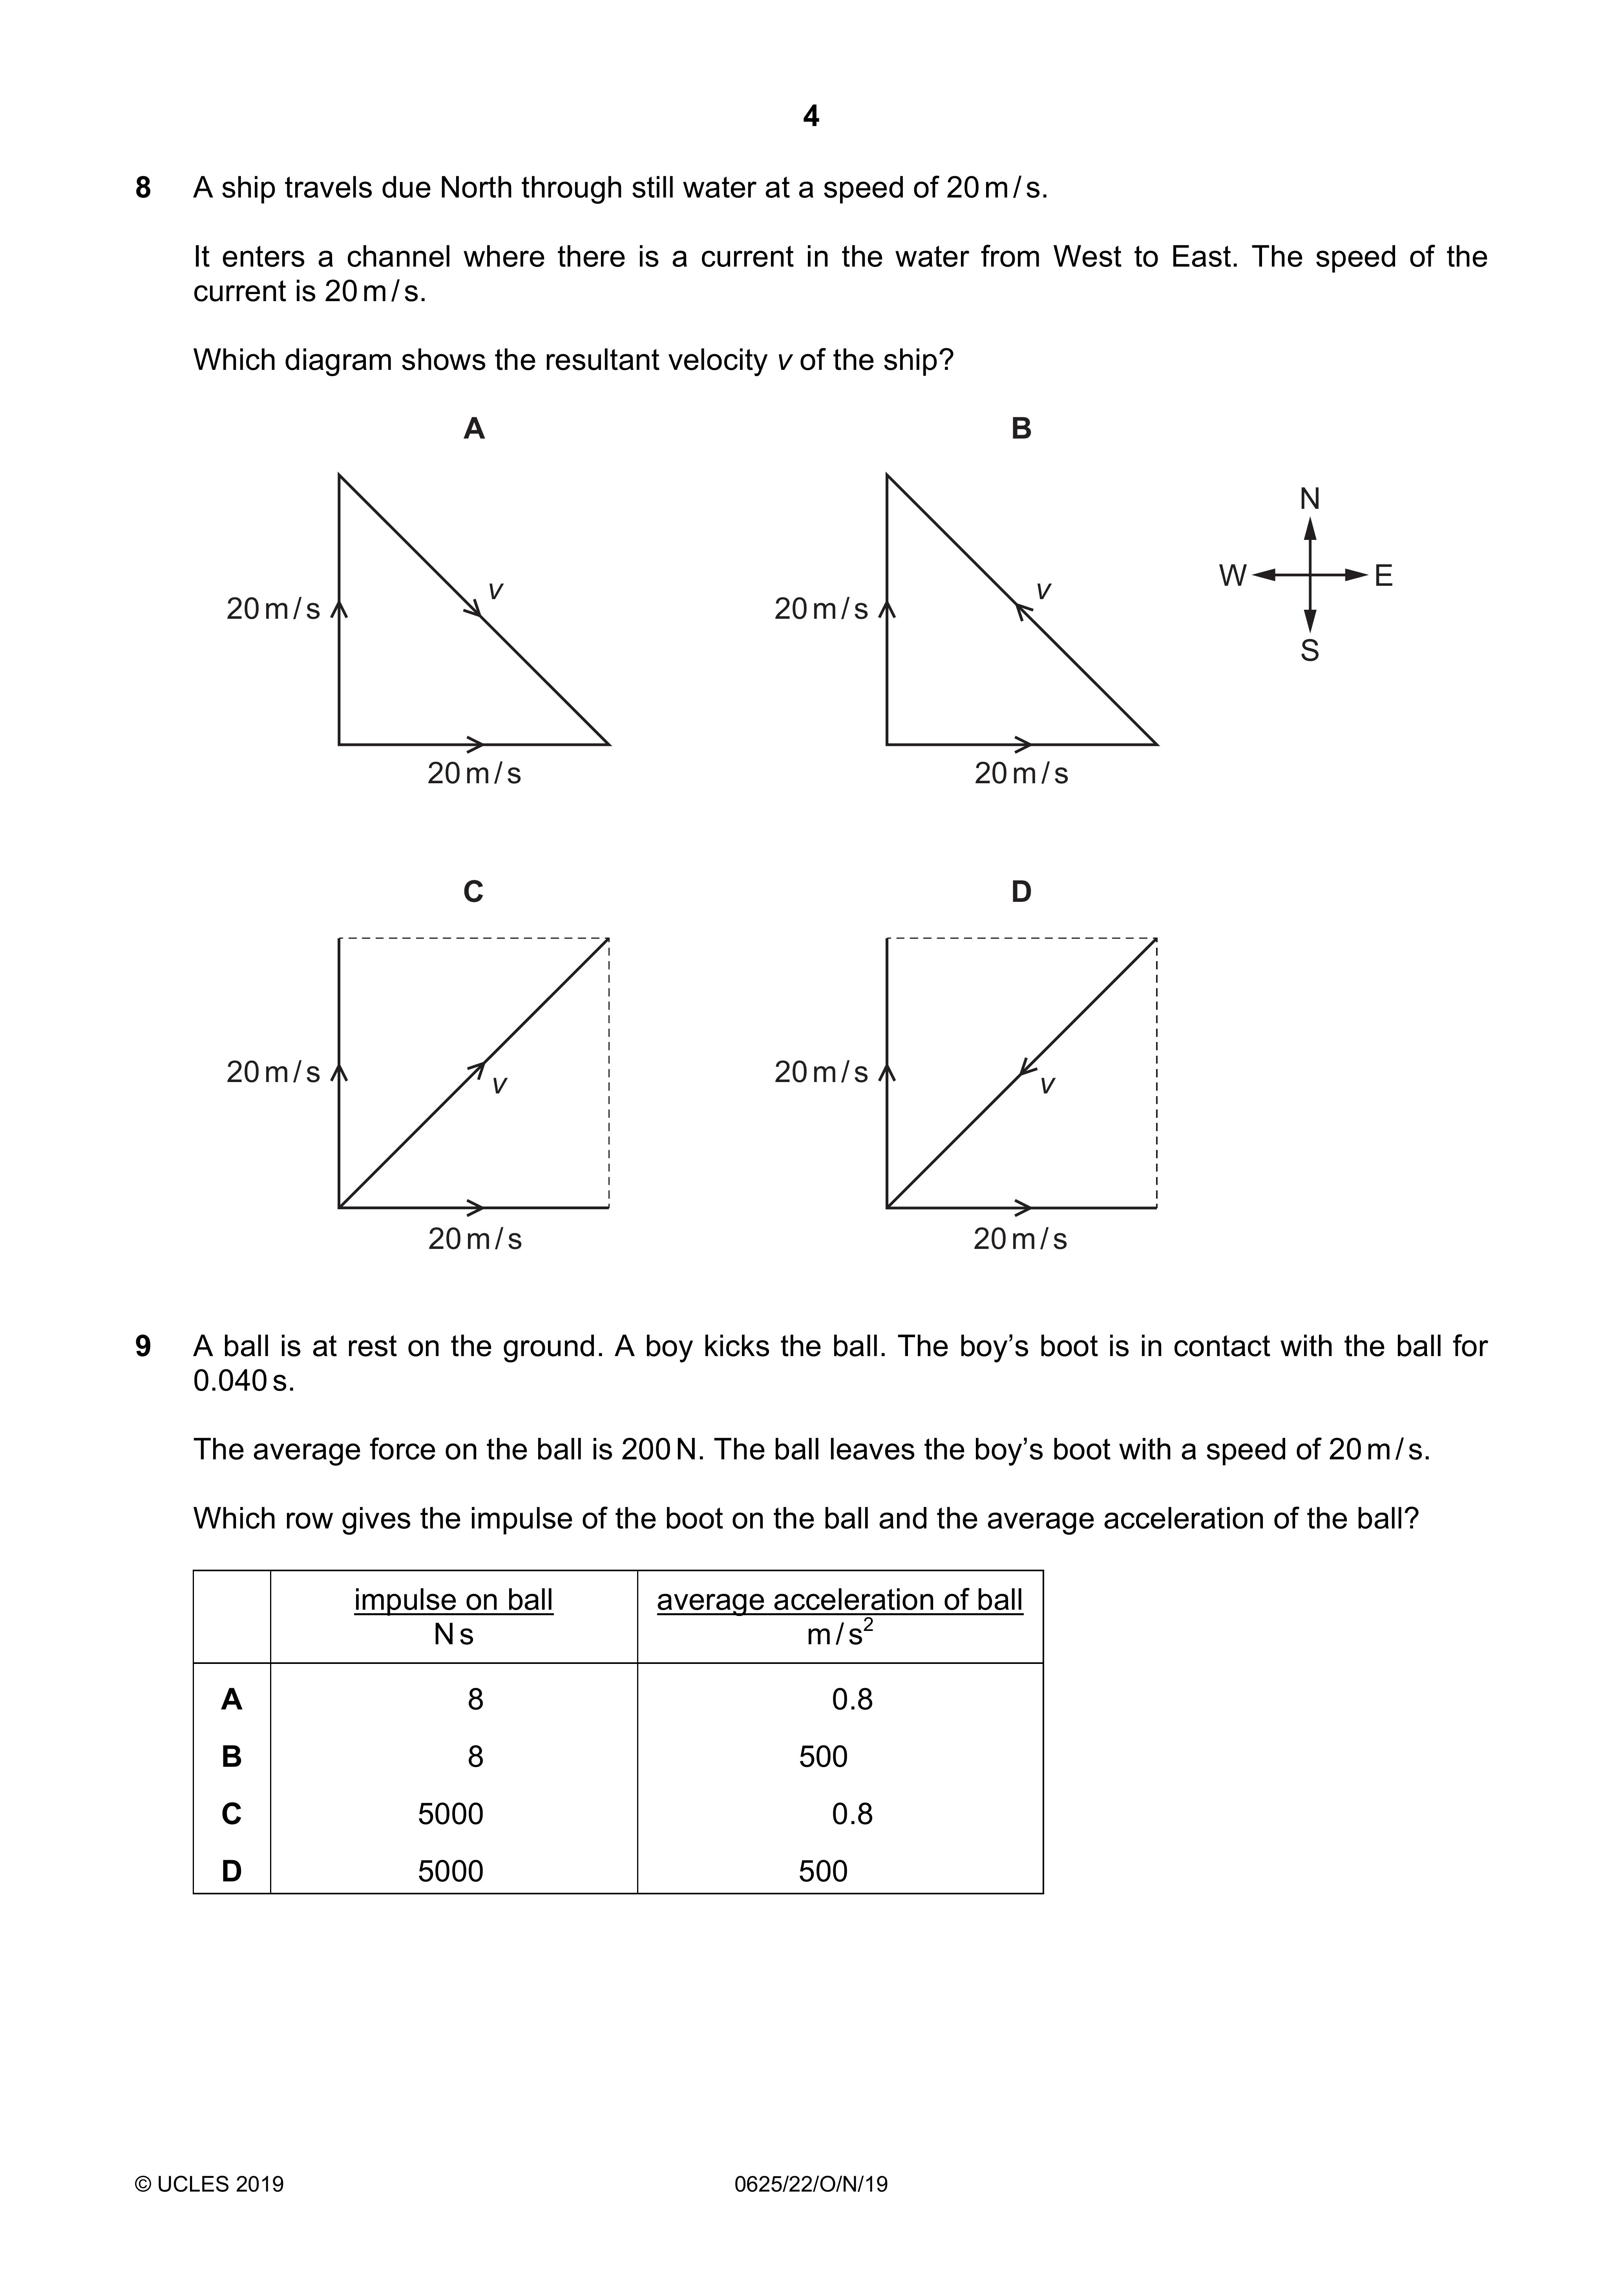 4
8 A ship travels due North through still water at a speed of 20 m / s.
It enters a channel where there is a current in the water from West to East. The speed of the
current is 20 m / s.
Which diagram shows the resultant velocity v of the ship?
A B
N
v v
W E
20 m / s 20 m / s
S
20 m / s 20 m / s
C D
20 m / s 20 m / s
v v
20 m / s 20 m / s
9 A ball is at rest on the ground. A boy kicks the ball. The boy’s boot is in contact with the ball for
0.040 s.
The average force on the ball is 200 N. The ball leaves the boy’s boot with a speed of 20 m / s.
Which row gives the impulse of the boot on the ball and the average acceleration of the ball?
impulse on ball average acceleration of ball
N s m / s²
A 8 0.8
B 8 500
C 5000 0.8
D 5000 500
© UCLES 2019 0625/22/O/N/19